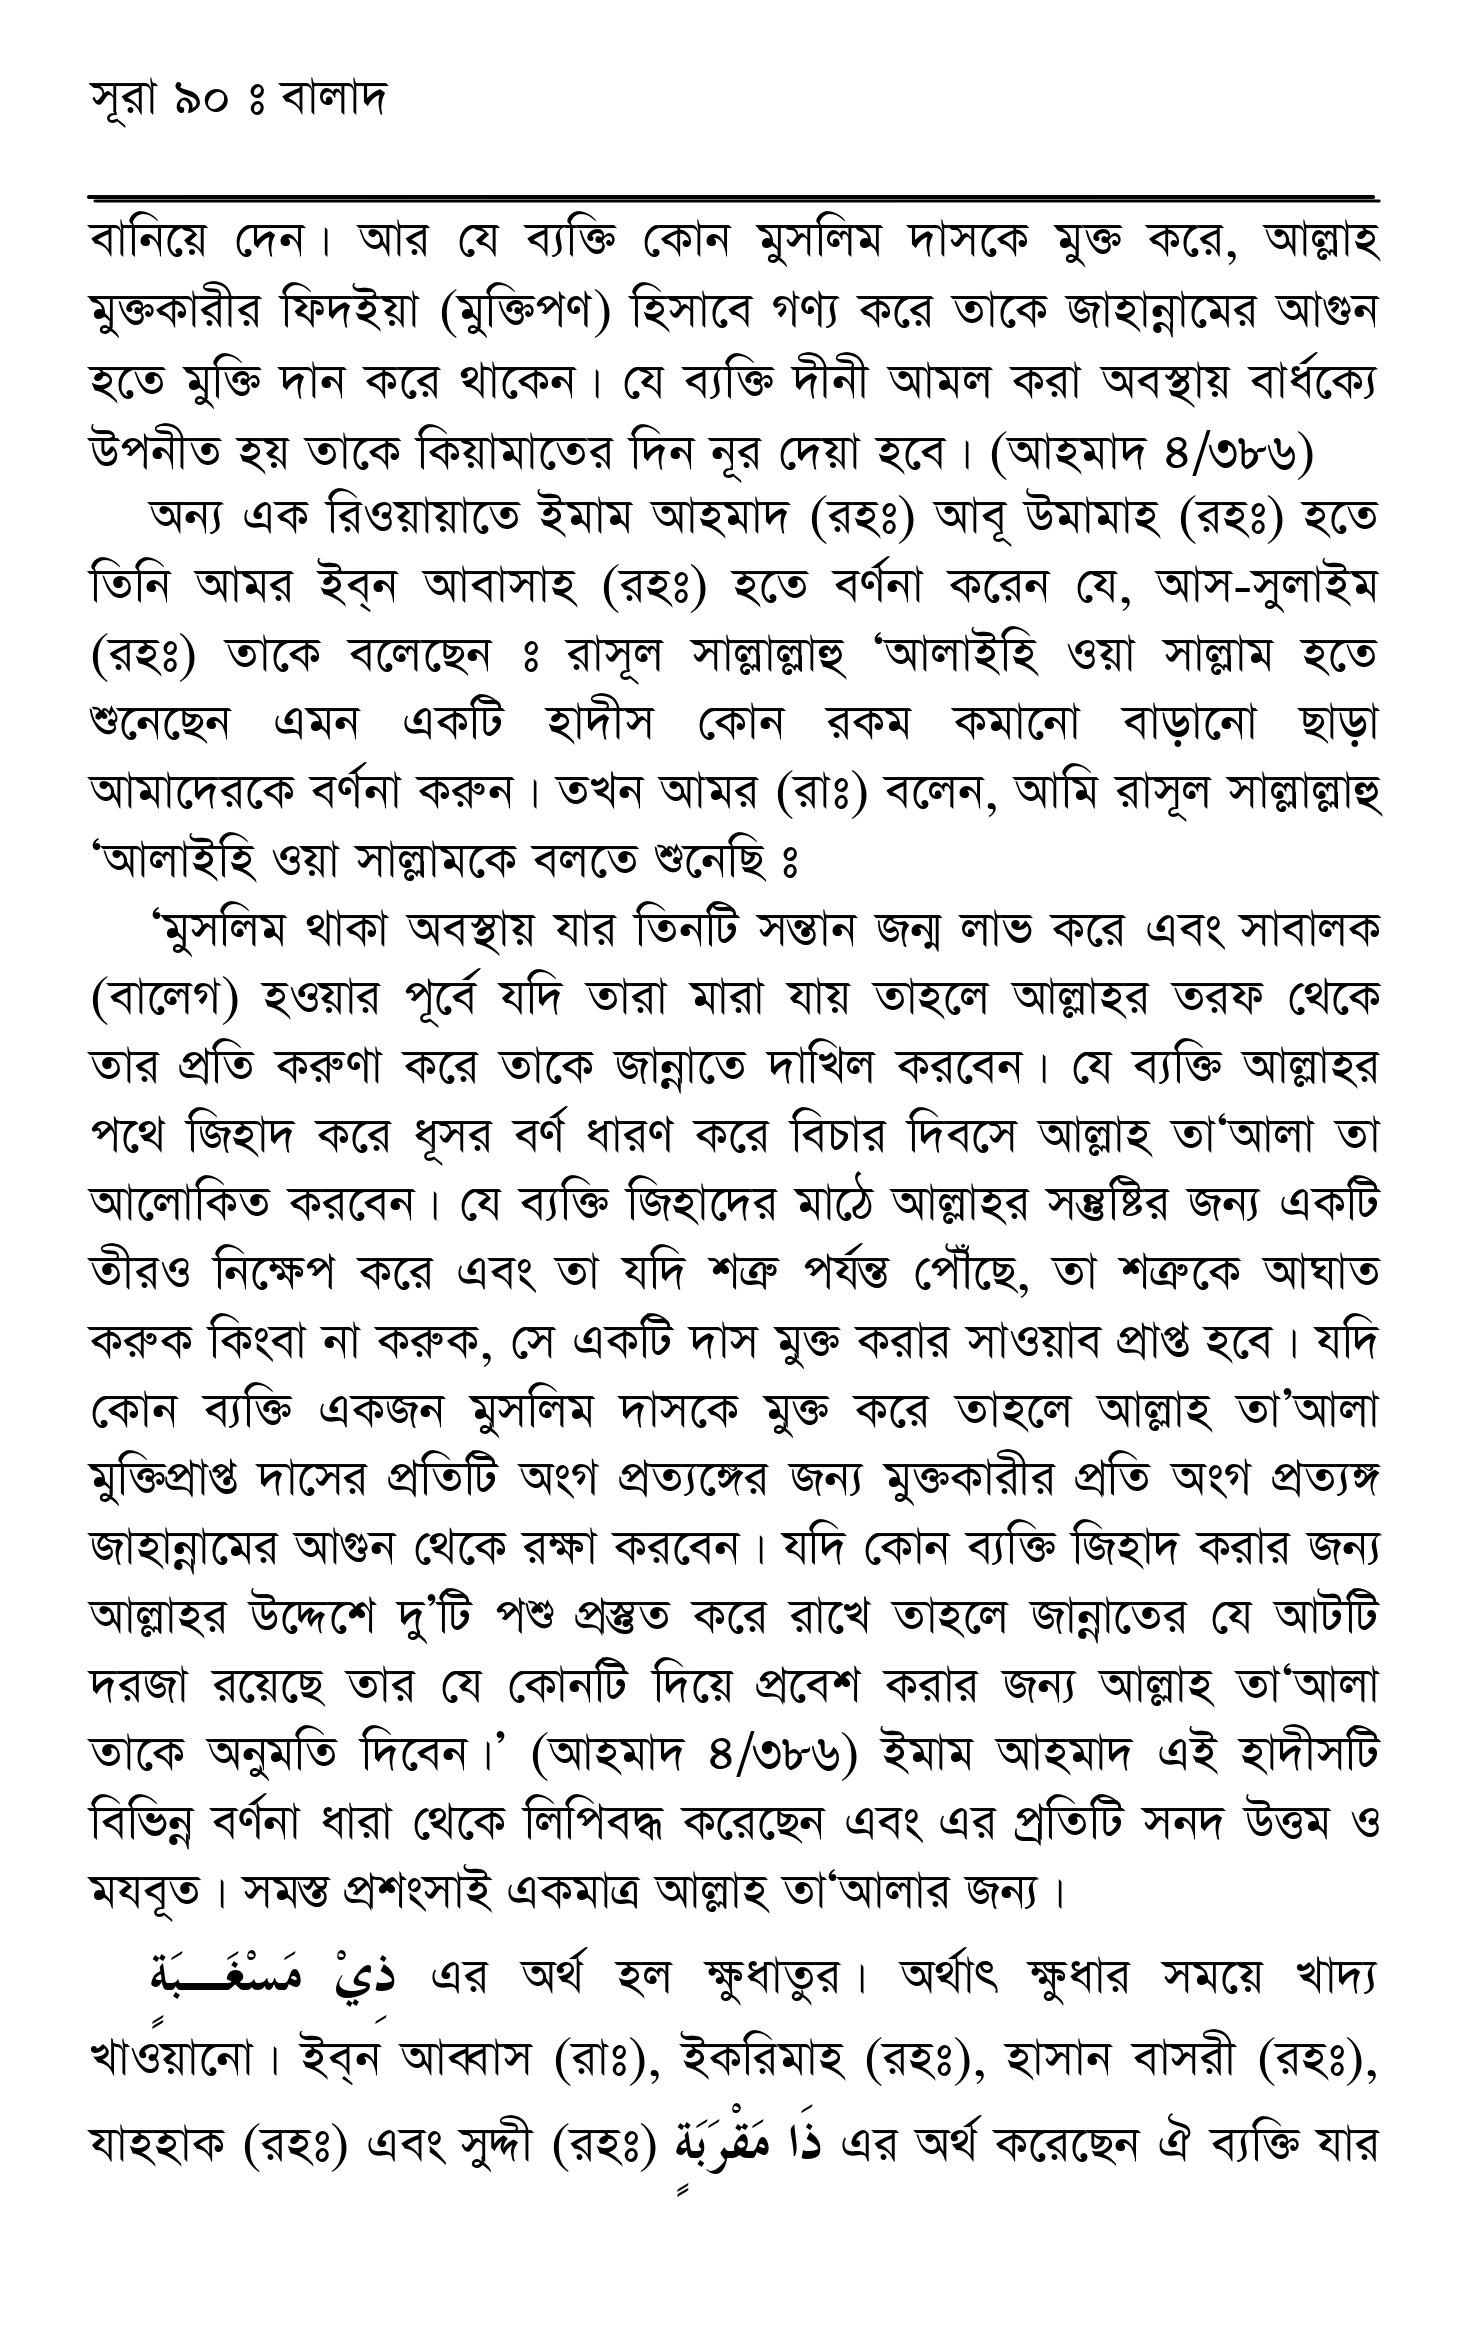 সূরা ৯০ ঃ বালাদ
বানিয়ে দেন। আর যে ব্যক্তি কোন মুসলিম দাসকে মুক্ত করে, আল্লাহ
মুক্তকারীর ফিদইয়া (মুক্তিপণ) হিসাবে গণ্য করে তাকে জাহান্নামের আগুন
হতে মুক্তি দান করে থাকেন। যে ব্যক্তি দীনী আমল করা অবস্থায় বার্ধক্যে
উপনীত হয় তাকে কিয়ামাতের দিন নূর দেয়া হবে। (আহমাদ ৪/৩৮৬)
অন্য এক রিওয়ায়াতে ইমাম আহমাদ (রহঃ) আবূ উমামাহ (রহঃ) হতে
তিনি আমর ইব্‌ন আবাসাহ (রহঃ) হতে বর্ণনা করেন যে, আস-সুলাইম
(রহঃ) তাকে বলেছেন ঃ রাসূল সাল্লাল্লাহু ‘আলাইহি ওয়া সাল্লাম হতে
শুনেছেন এমন একটি হাদীস কোন রকম কমানো বাড়ানো ছাড়া
আমাদেরকে বর্ণনা করুন। তখন আমর (রাঃ) বলেন, আমি রাসূল সাল্লাল্লাহু
‘আলাইহি ওয়া সাল্লামকে বলতে শুনেছি ঃ
‘মুসলিম থাকা অবস্থায় যার তিনটি সন্তান জন্ম লাভ করে এবং সাবালক
(বালেগ) হওয়ার পূর্বে যদি তারা মারা যায় তাহলে আল্লাহর তরফ থেকে
তার প্রতি করুণা করে তাকে জান্নাতে দাখিল করবেন। যে ব্যক্তি আল্লাহর
পথে জিহাদ করে ধূসর বর্ণ ধারণ করে বিচার দিবসে আল্লাহ তা‘আলা তা
আলোকিত করবেন। যে ব্যক্তি জিহাদের মাঠে আল্লাহর সন্তুষ্টির জন্য একটি
তীরও নিক্ষেপ করে এবং তা যদি শত্রু পর্যন্ত পৌঁছে, তা শত্রুকে আঘাত
করুক কিংবা না করুক, সে একটি দাস মুক্ত করার সাওয়াব প্রাপ্ত হবে। যদি
কোন ব্যক্তি একজন মুসলিম দাসকে মুক্ত করে তাহলে আল্লাহ তা’আলা
মুক্তিপ্রাপ্ত দাসের প্রতিটি অংগ প্রত্যঙ্গের জন্য মুক্তকারীর প্রতি অংগ প্রত্যঙ্গ
জাহান্নামের আগুন থেকে রক্ষা করবেন। যদি কোন ব্যক্তি জিহাদ করার জন্য
আল্লাহর উদ্দেশে দু’টি পশু প্রস্তুত করে রাখে তাহলে জান্নাতের যে আটটি
দরজা রয়েছে তার যে কোনটি দিয়ে প্রবেশ করার জন্য আল্লাহ তা‘আলা
তাকে অনুমতি দিবেন।’ (আহমাদ ৪/৩৮৬) ইমাম আহমাদ এই হাদীসটি
বিভিন্ন বর্ণনা ধারা থেকে লিপিবদ্ধ করেছেন এবং এর প্রতিটি সনদ উত্তম ও
মযবূত। সমস্ত প্রশংসাই একমাত্র আল্লাহ তা‘আলার জন্য।
ذِيْ مَسْغَـــبَةٍ এর অর্থ হল ক্ষুধাতুর। অর্থাৎ ক্ষুধার সময়ে খাদ্য
খাওয়ানো। ইব্‌ন আব্বাস (রাঃ), ইকরিমাহ (রহঃ), হাসান বাসরী (রহঃ),
যাহহাক (রহঃ) এবং সুদ্দী (রহঃ) ذَا مَقْرَبَةٍ এর অর্থ করেছেন ঐ ব্যক্তি যার